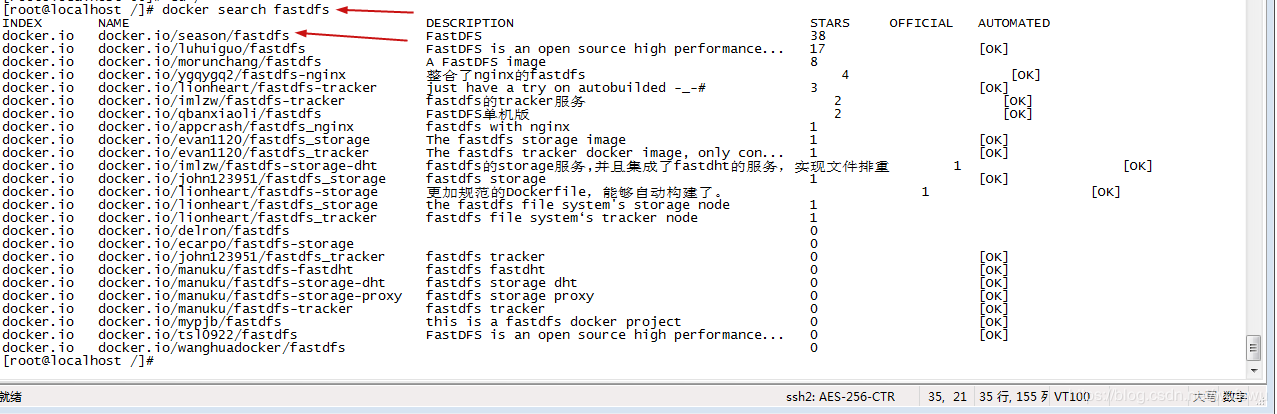 [root@localhost /]# docker search fastdfs
INDEX NAME DESCRIPTION STARS OFFICIAL AUTOMATED
docker.io docker.io/season/fastdfs FastDFS 38
docker.io docker.io/luhuiguo/fastdfs FastDFS is an open source high performance... 17 [OK]
docker.io docker.io/morunchang/fastdfs A FastDFS image 8
docker.io docker.io/ygqygq2/fastdfs-nginx 整合了nginx的fastdfs 4 [OK]
docker.io docker.io/lionheart/fastdfs-tracker just have a try on autobuilded -_-# 3 [OK]
docker.io docker.io/imlzw/fastdfs-tracker fastdfs的tracker服务 2 [OK]
docker.io docker.io/qbanxiaoli/fastdfs FastDFS单机版 2 [OK]
docker.io docker.io/appcrash/fastdfs_nginx fastdfs with nginx 1
docker.io docker.io/evan1120/fastdfs_storage The fastdfs storage image 1 [OK]
docker.io docker.io/evan1120/fastdfs_tracker The fastdfs tracker docker image, only con... 1 [OK]
docker.io docker.io/imlzw/fastdfs-storage-dht fastdfs的storage服务,并且集成了fastdht的服务，实现文件排重 1 [OK]
docker.io docker.io/john123951/fastdfs_storage fastdfs storage 1 [OK]
docker.io docker.io/lionheart/fastdfs-storage 更加规范的Dockerfile，能够自动构建了。 1 [OK]
docker.io docker.io/lionheart/fastdfs_storage the fastdfs file system's storage node 1
docker.io docker.io/lionheart/fastdfs_tracker fastdfs file system‘s tracker node 1
docker.io docker.io/delron/fastdfs 0
docker.io docker.io/ecarpo/fastdfs-storage 0
docker.io docker.io/john123951/fastdfs_tracker fastdfs tracker 0 [OK]
docker.io docker.io/manuku/fastdfs-fastdht fastdfs fastdht 0 [OK]
docker.io docker.io/manuku/fastdfs-storage-dht fastdfs storage dht 0 [OK]
docker.io docker.io/manuku/fastdfs-storage-proxy fastdfs storage proxy 0 [OK]
docker.io docker.io/manuku/fastdfs-tracker fastdfs tracker 0 [OK]
docker.io docker.io/mypjb/fastdfs this is a fastdfs docker project 0 [OK]
docker.io docker.io/tsl0922/fastdfs FastDFS is an open source high performance... 0 [OK]
docker.io docker.io/wanghuadocker/fastdfs 0
[root@localhost /]#
就绪 ssh2: AES-256-CTR 35, 21 35 行, 155 列 VT100 大写 数字